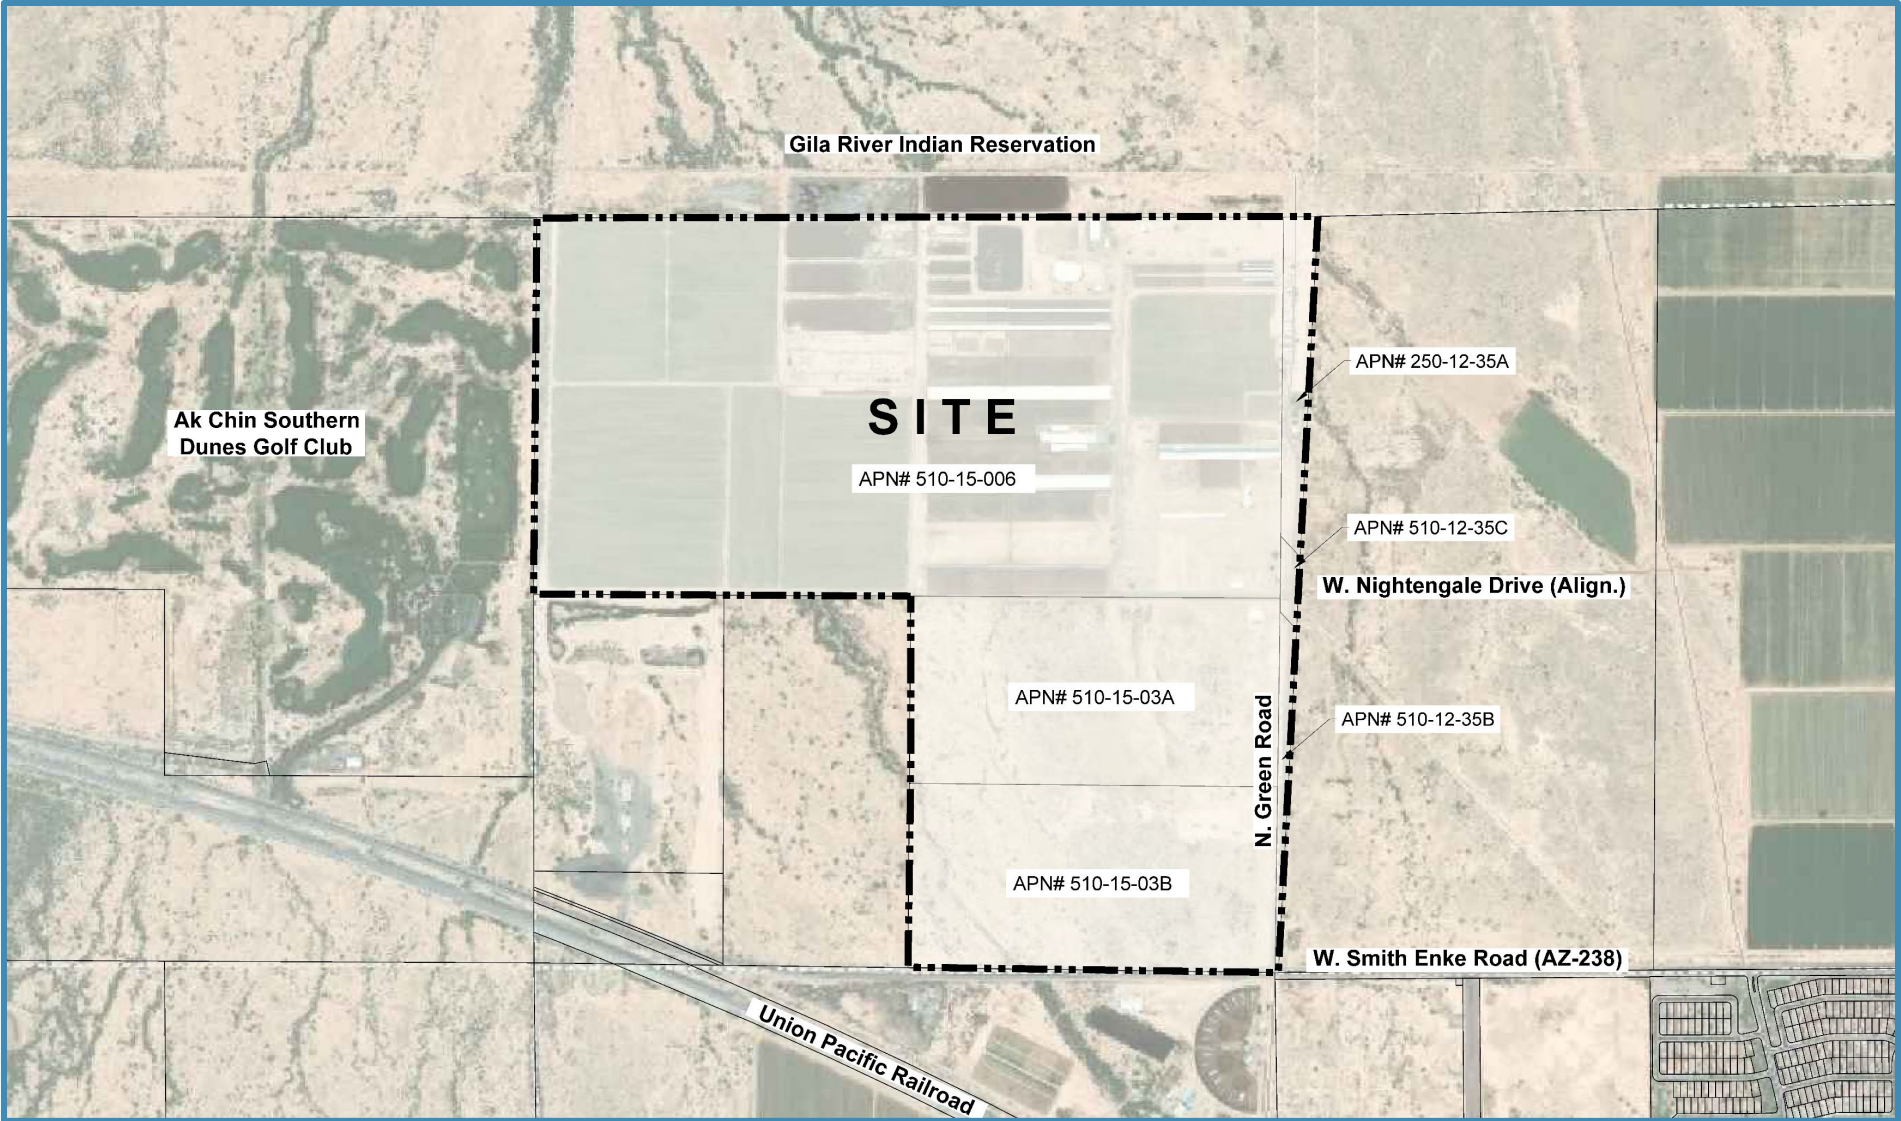 Gila River Indian Reservation
APN# 250-12-35A
Ak Chin Southern
Dunes Golf Club
SITE
APN# 510-15-006
APN# 510-12-35C
W. Nightengale Drive (Align.)
APN# 510-15-03A
APN# 510-12-35B
N. Green Road
APN# 510-15-03B
W. Smith Enke Road (AZ-238)
Union Pacific Railroad